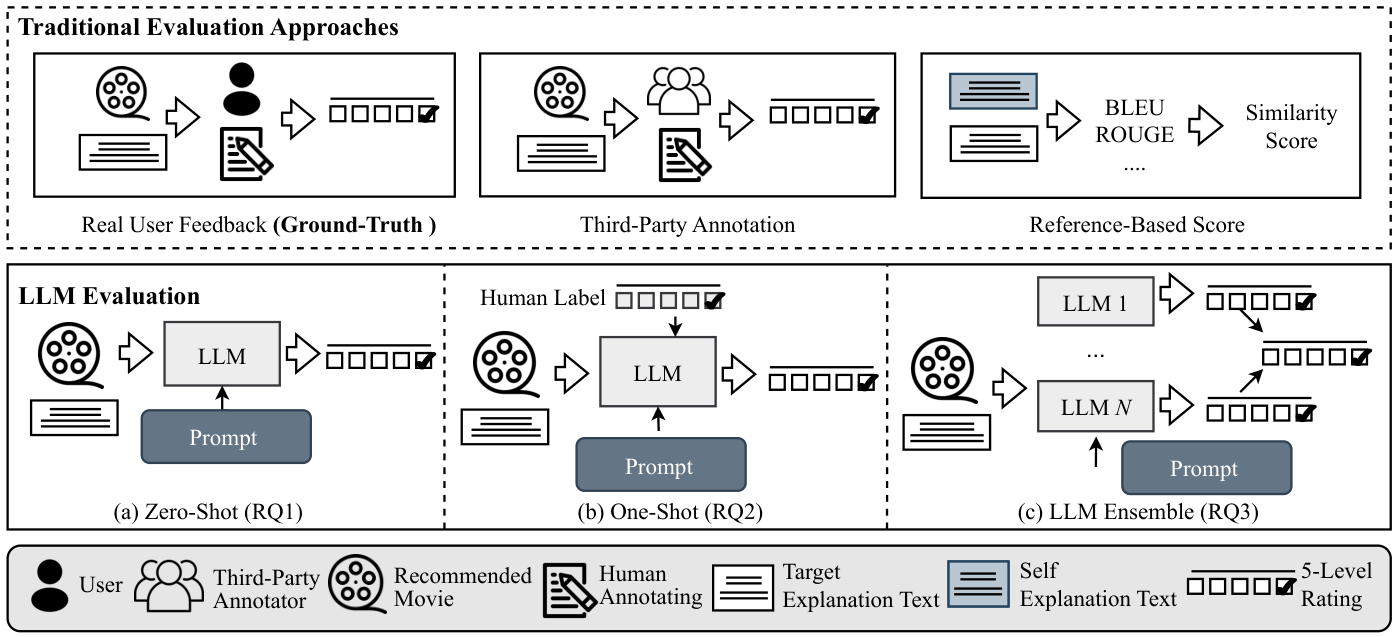 Traditional Evaluation Approaches
BLEU
ROUGE
....
Similarity
Score
Real User Feedback (Ground-Truth )
Third-Party Annotation
Reference-Based Score
LLM Evaluation
LLM
Prompt
(a) Zero-Shot (RQ1)
Human Label
LLM
Prompt
(b) One-Shot (RQ2)
LLM 1
...
LLM N
Prompt
(c) LLM Ensemble (RQ3)
User
Third-Party
Annotator
Recommended
Movie
Human
Annotating
Target
Explanation Text
Self
Explanation Text
5-Level
Rating